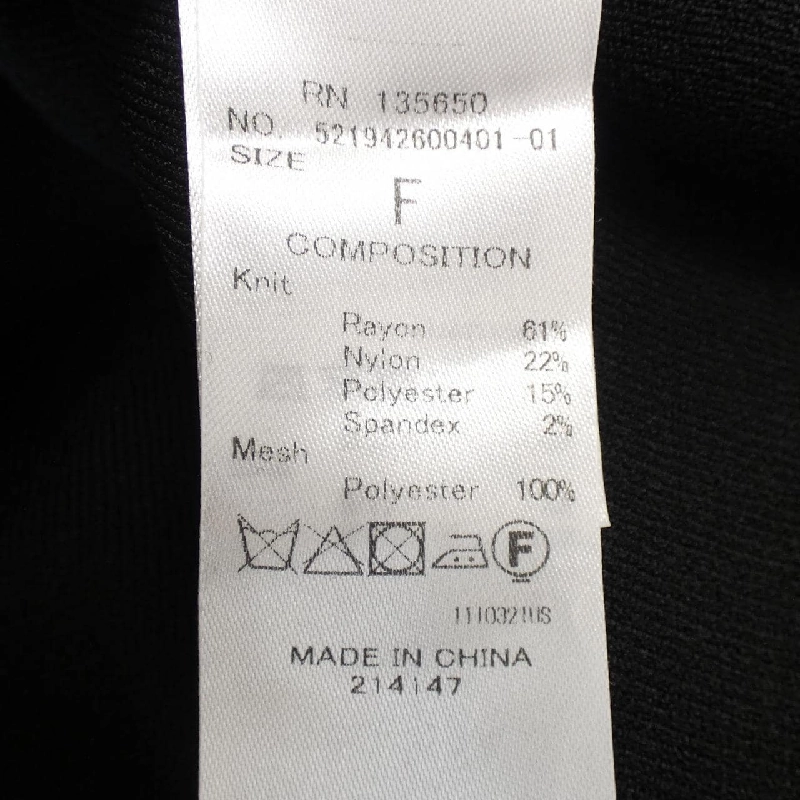 RN 135650
NO. 521942600401-01
SIZE
F
COMPOSITION
Knit
Rayon 61%
Nylon 22%
Polyester 15%
Spandex 2%
Mesh
Polyester 100%
F
MADE IN CHINA
214147